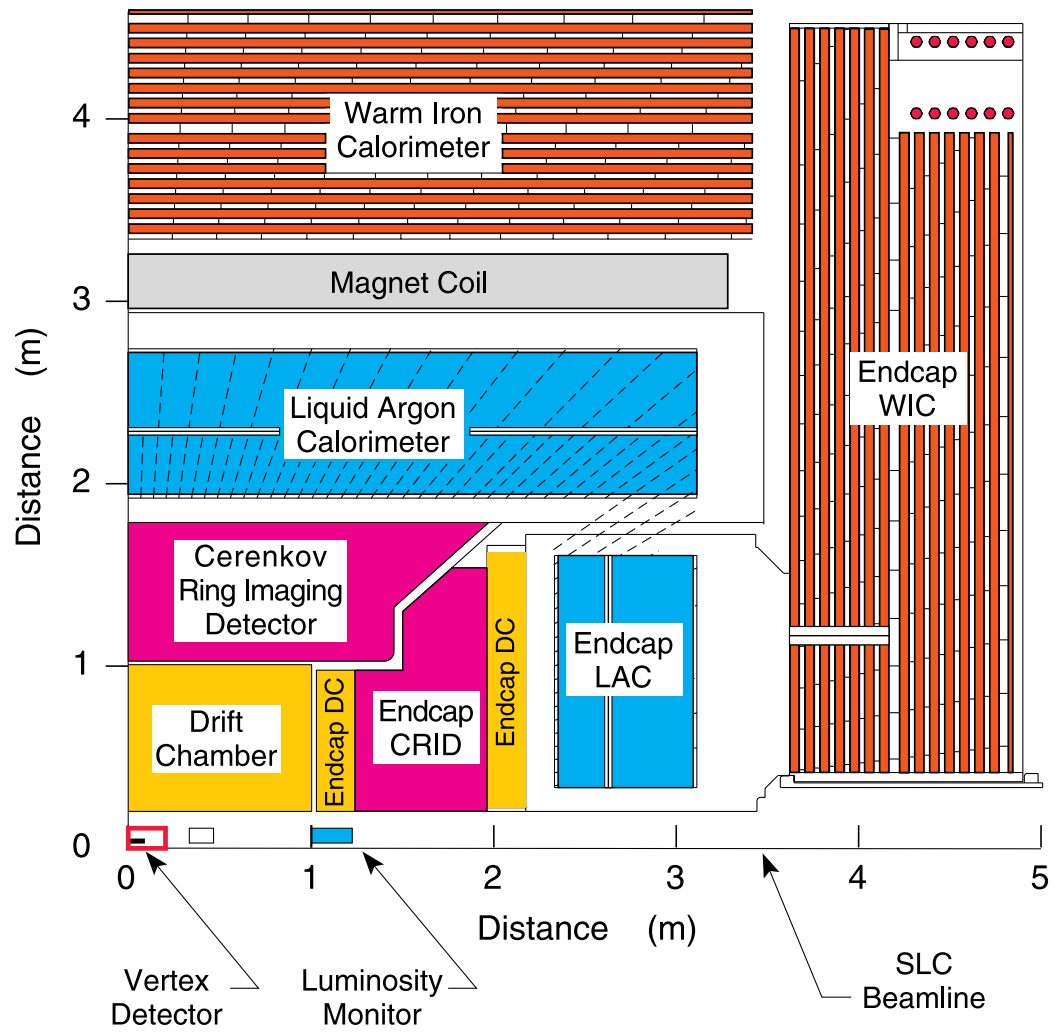 4
3
2
1
0
Distance (m)
Warm Iron
Calorimeter
Magnet Coil
Liquid Argon
Calorimeter
Cerenkov
Ring Imaging
Detector
Drift
Chamber
Endcap DC
Endcap
CRID
Endcap DC
Endcap
LAC
Endcap
WIC
0
1
2
3
4
5
Distance (m)
Vertex
Detector
Luminosity
Monitor
SLC
Beamline